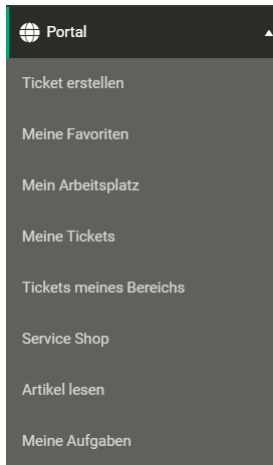 Portal
Ticket erstellen
Meine Favoriten
Mein Arbeitsplatz
Meine Tickets
Tickets meines Bereichs
Service Shop
Artikel lesen
Meine Aufgaben